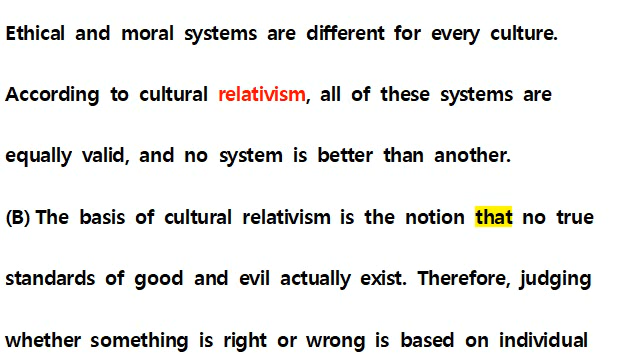 Ethical and moral systems are different for every culture.
According to cultural relativism, all of these systems are
equally valid, and no system is better than another.
(B) The basis of cultural relativism is the notion that no true
standards of good and evil actually exist. Therefore, judging
whether something is right or wrong is based on individual